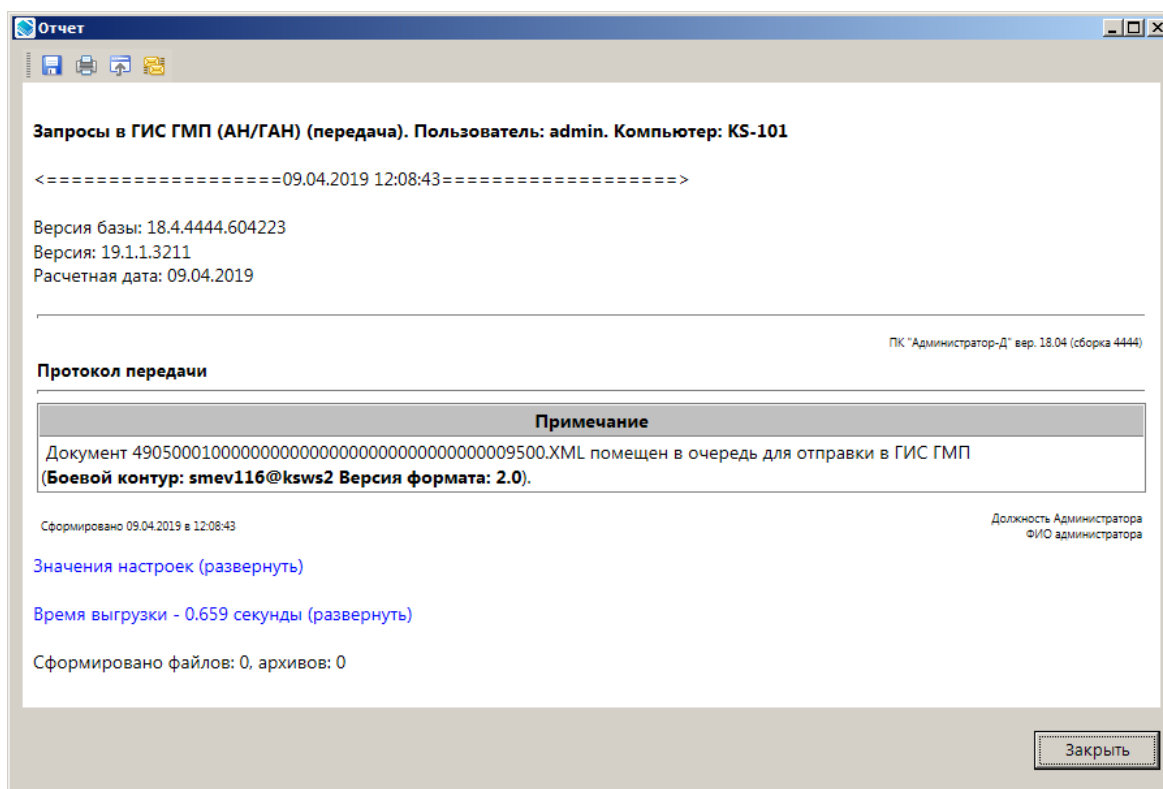 Отчет
Запросы в ГИС ГМП (АН/ГАН) (передача). Пользователь: admin. Компьютер: KS-101
<===================09.04.2019 12:08:43===================>
Версия базы: 18.4.4444.604223
Версия: 19.1.1.3211
Расчетная дата: 09.04.2019
ПК "Администратор-Д" вер. 18.04 (сборка 4444)
Протокол передачи
Примечание
Документ 4905000100000000000000000000000000009500.XML помещен в очередь для отправки в ГИС ГМП
(Боевой контур: smev116@ksws2 Версия формата: 2.0).
Сформировано 09.04.2019 в 12:08:43
Должность Администратора
ФИО администратора
Значения настроек (развернуть)
Время выгрузки - 0.659 секунды (развернуть)
Сформировано файлов: 0, архивов: 0
Закрыть